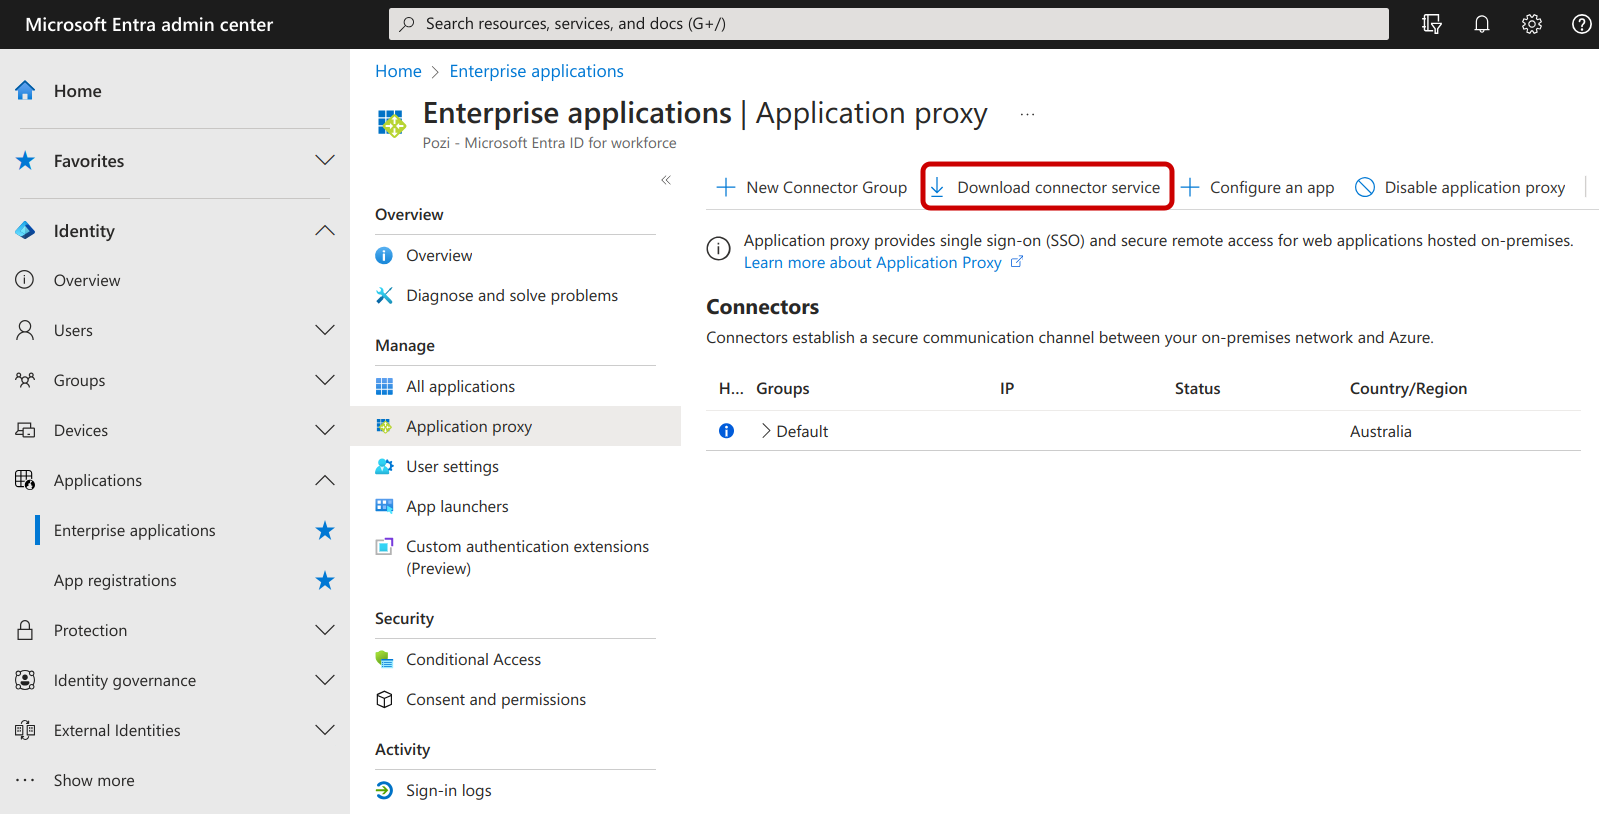 Microsoft Entra admin center
Search resources, services, and docs (G+/)
Home
Favorites
Identity
Overview
Users
Groups
Devices
Applications
Enterprise applications
App registrations
Protection
Identity governance
External Identities
Show more
Home > Enterprise applications
Enterprise applications | Application proxy ...
Pozi - Microsoft Entra ID for workforce
«
Overview
Overview
Diagnose and solve problems
Manage
All applications
Application proxy
User settings
App launchers
Custom authentication extensions
(Preview)
Security
Conditional Access
Consent and permissions
Activity
Sign-in logs
New Connector Group Download connector service Configure an app Disable application proxy
Application proxy provides single sign-on (SSO) and secure remote access for web applications hosted on-premises.
Learn more about Application Proxy
Connectors
Connectors establish a secure communication channel between your on-premises network and Azure.
H... Groups IP Status Country/Region
Default Australia